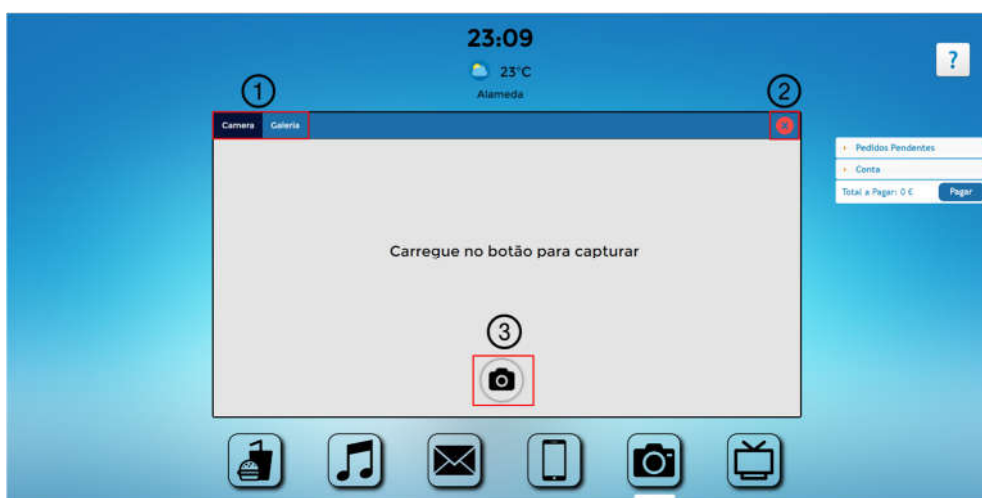 23:09
23°C
Alameda
?
1
2
Camera Galeria
x
Pedidos Pendentes
Conta
Total a Pagar: 0 € Pagar
Carregue no botão para capturar
3